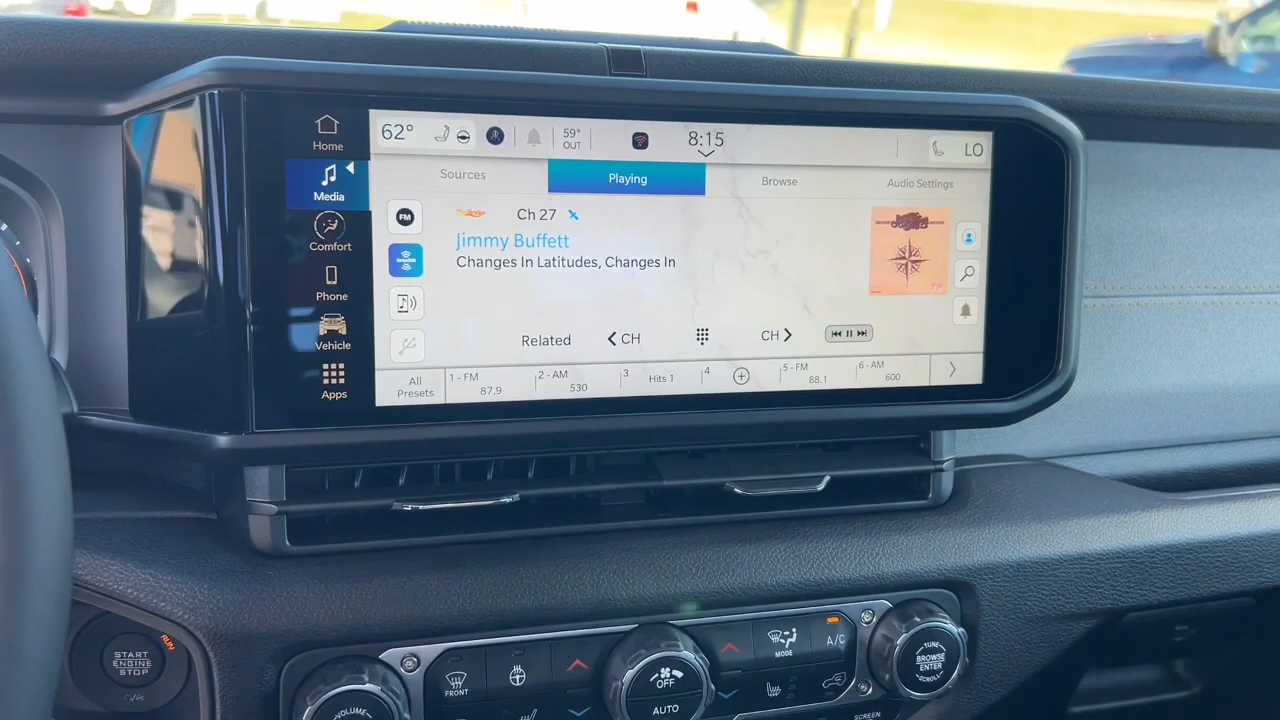 62°
59°
OUT
8:15
LO
Home
Media
Comfort
Phone
Vehicle
Apps
Sources
Playing
Browse
Audio Settings
FM
The Bridge
Ch 27
Jimmy Buffett
Changes In Latitudes, Changes In
Related
CH
CH
All
Presets
1 - FM
87.9
2 - AM
530
3
Hits 1
4
5 - FM
88.1
6 - AM
600
START
ENGINE
STOP
RUN
FRONT
VOLUME
OFF
AUTO
MODE
A/C
TUNE
BROWSE
ENTER
SCROLL
SCREEN